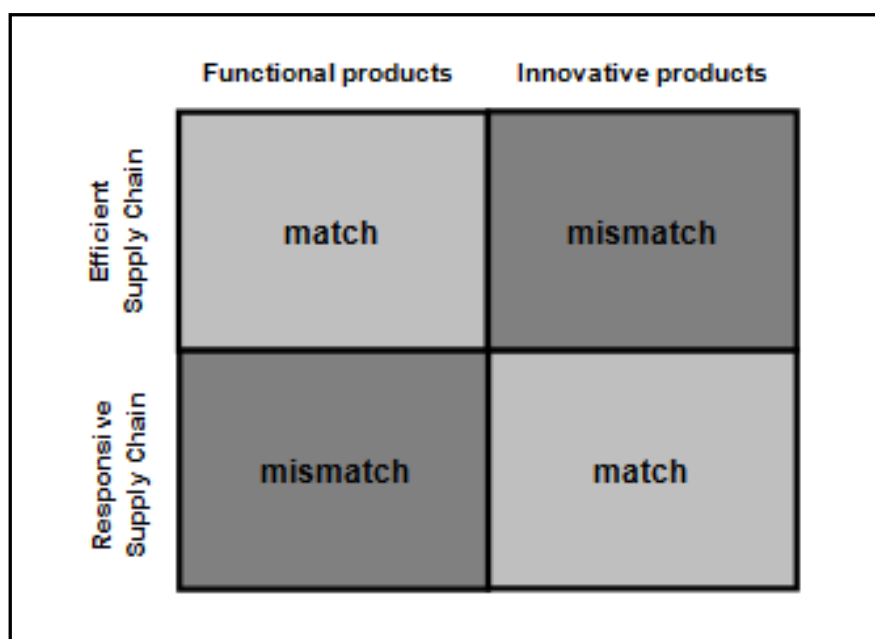 Functional products
Innovative products
Efficient
Supply Chain
match
mismatch
Responsive
Supply Chain
mismatch
match